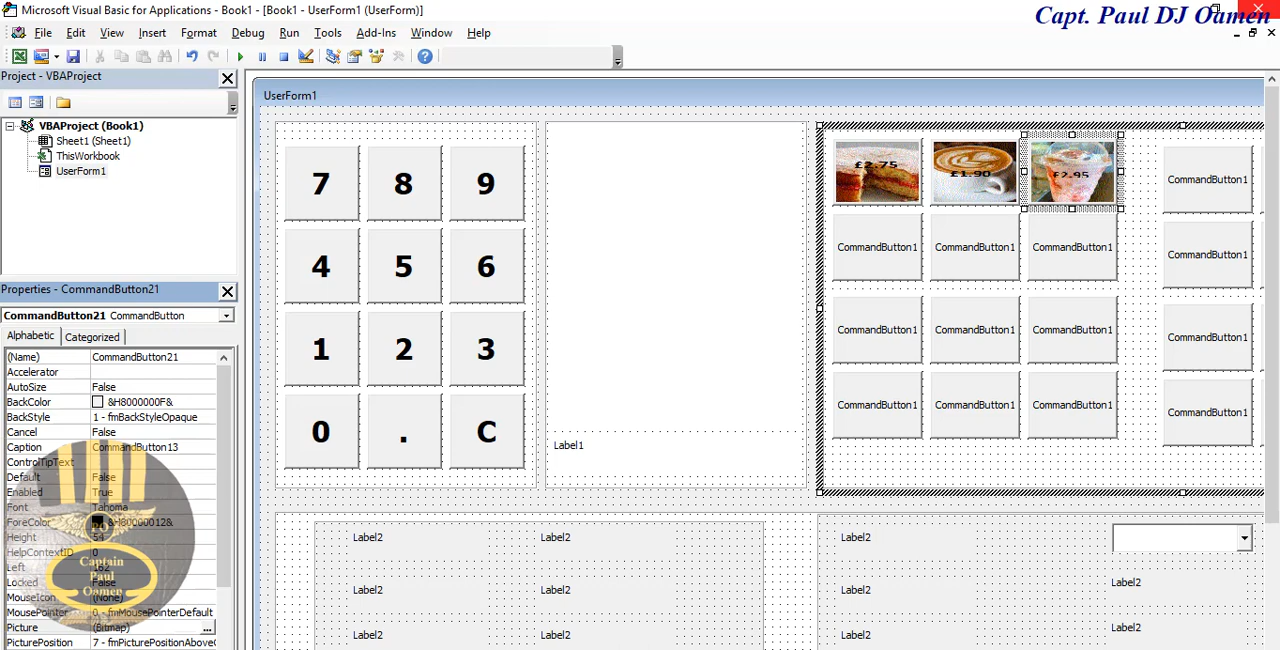 Microsoft Visual Basic for Applications - Book1 - [Book1 - UserForm1 (UserForm)]
Capt. Paul DJ Oamen
File Edit View Insert Format Debug Run Tools Add-Ins Window Help
Project - VBAProject
VBAProject (Book1)
Sheet1 (Sheet1)
ThisWorkbook
UserForm1
Properties - CommandButton21
CommandButton21 CommandButton
Alphabetic Categorized
(Name) CommandButton21
Accelerator
AutoSize False
BackColor &H8000000F&
BackStyle 1 - fmBackStyleOpaque
Cancel False
Caption CommandButton13
ControlTipText
Default False
Enabled True
Font Tahoma
ForeColor &H80000012&
Height 54
HelpContextID 0
Left 162
Locked False
MouseIcon (None)
MousePointer 0 - fmMousePointerDefault
Picture (Bitmap) ...
PicturePosition 7 - fmPicturePositionAboveC
Captain
Paul
Oamen
UserForm1
7 8 9
4 5 6
1 2 3
0 . C
Label1
£2.75 £1.90 £2.95 CommandButton1
CommandButton1 CommandButton1 CommandButton1 CommandButton1
CommandButton1 CommandButton1 CommandButton1 CommandButton1
CommandButton1 CommandButton1 CommandButton1 CommandButton1
Label2 Label2 Label2
Label2 Label2 Label2 Label2
Label2 Label2 Label2 Label2